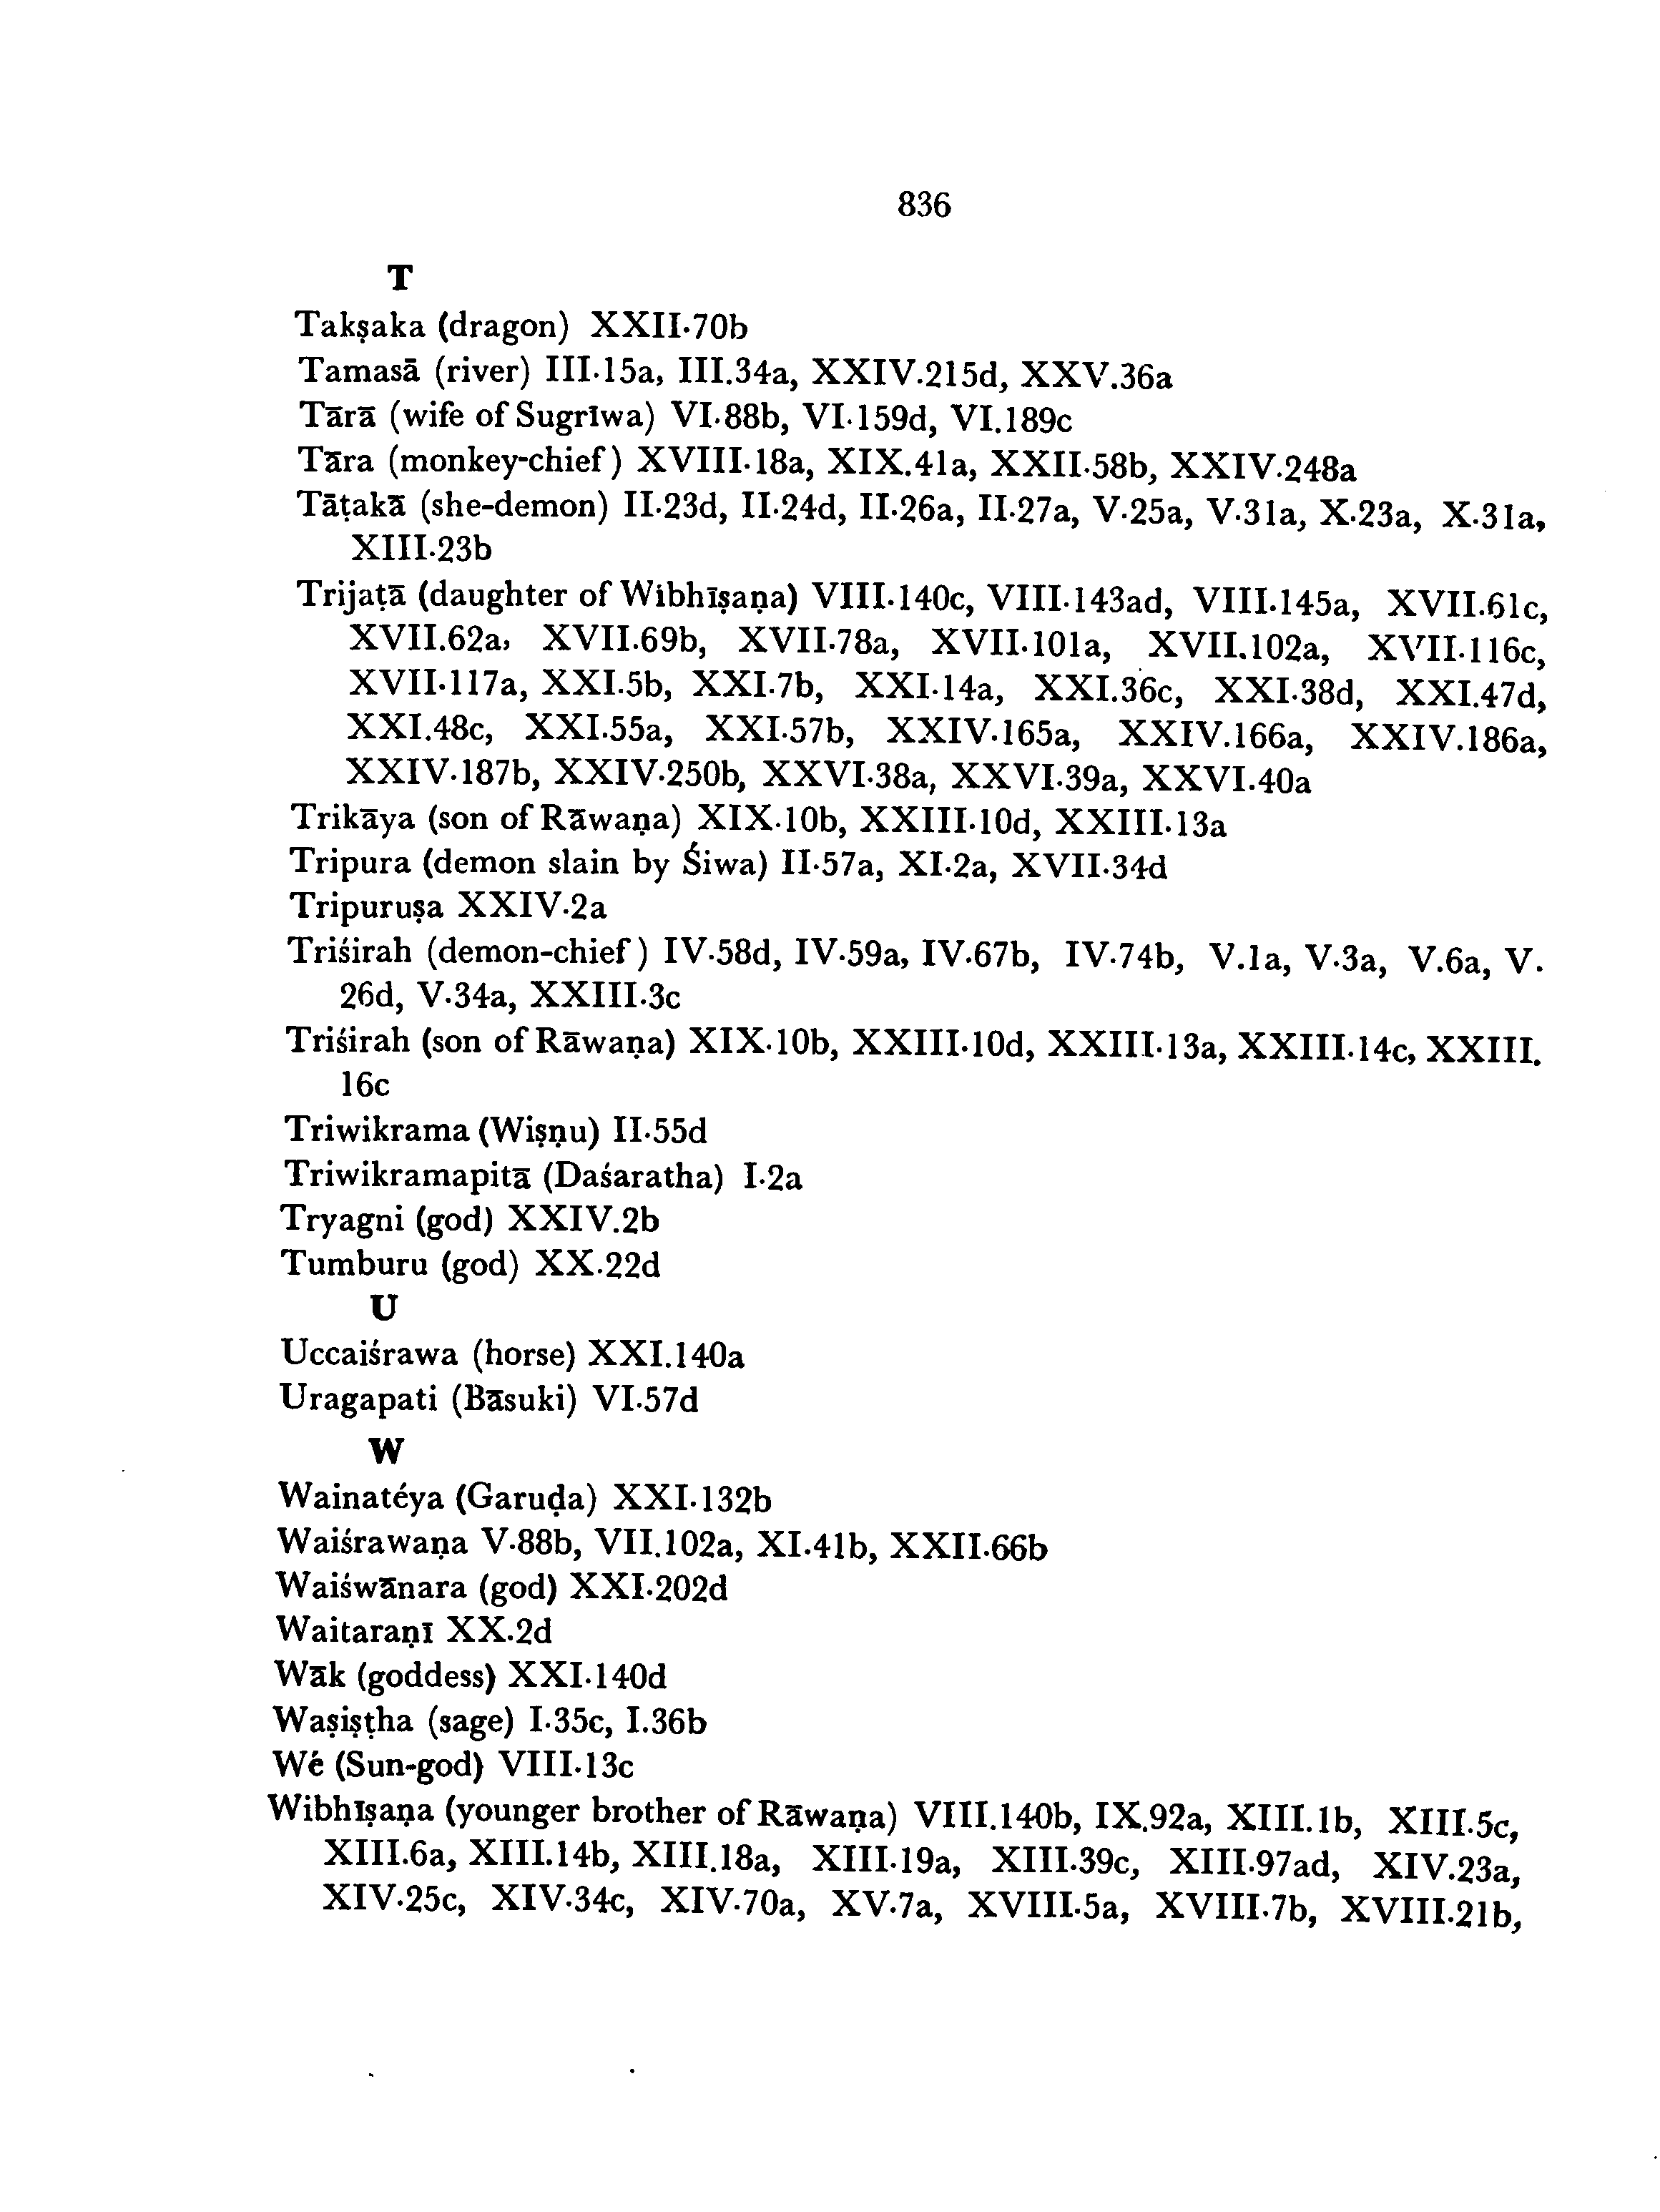 836
T
Takṣaka (dragon) XXII.70b
Tamasā (river) III.15a, III.34a, XXIV.215d, XXV.36a
Tārā (wife of Sugrīwa) VI.88b, VI.159d, VI.189c
Tāra (monkey-chief) XVIII.18a, XIX.41a, XXII.58b, XXIV.248a
Tāṭakā (she-demon) II.23d, II.24d, II.26a, II.27a, V.25a, V.31a, X.23a, X.31a,
XIII.23b
Trijaṭā (daughter of Wibhīṣaṇa) VIII.140c, VIII.143ad, VIII.145a, XVII.61c,
XVII.62a, XVII.69b, XVII.78a, XVII.101a, XVII.102a, XVII.116c,
XVII.117a, XXI.5b, XXI.7b, XXI.14a, XXI.36c, XXI.38d, XXI.47d,
XXI.48c, XXI.55a, XXI.57b, XXIV.165a, XXIV.166a, XXIV.186a,
XXIV.187b, XXIV.250b, XXVI.38a, XXVI.39a, XXVI.40a
Trikāya (son of Rāwaṇa) XIX.10b, XXIII.10d, XXIII.13a
Tripura (demon slain by Śiwa) II.57a, XI.2a, XVII.34d
Tripuruṣa XXIV.2a
Triśirah (demon-chief) IV.58d, IV.59a, IV.67b, IV.74b, V.1a, V.3a, V.6a, V.
26d, V.34a, XXIII.3c
Triśirah (son of Rāwaṇa) XIX.10b, XXIII.10d, XXIII.13a, XXIII.14c, XXIII.
16c
Triwikrama (Wiṣṇu) II.55d
Triwikramapitā (Daśaratha) I.2a
Tryagni (god) XXIV.2b
Tumburu (god) XX.22d
U
Uccaiśrawa (horse) XXI.140a
Uragapati (Bāsuki) VI.57d
W
Wainatéya (Garuḍa) XXI.132b
Waiśrawaṇa V.88b, VII.102a, XI.41b, XXII.66b
Waiśwānara (god) XXI.202d
Waitaraṇī XX.2d
Wāk (goddess) XXI.140d
Waṣiṣṭha (sage) I.35c, I.36b
Wé (Sun-god) VIII.13c
Wibhīṣaṇa (younger brother of Rāwaṇa) VIII.140b, IX.92a, XIII.1b, XIII.5c,
XIII.6a, XIII.14b, XIII.18a, XIII.19a, XIII.39c, XIII.97ad, XIV.23a,
XIV.25c, XIV.34c, XIV.70a, XV.7a, XVIII.5a, XVIII.7b, XVIII.21b,